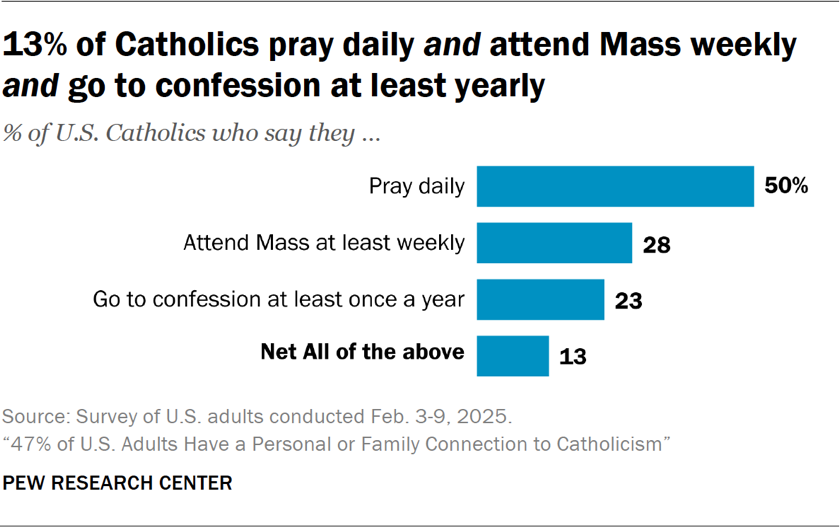 13% of Catholics pray daily and attend Mass weekly
and go to confession at least yearly
% of U.S. Catholics who say they ...
Pray daily 50%
Attend Mass at least weekly 28
Go to confession at least once a year 23
Net All of the above 13
Source: Survey of U.S. adults conducted Feb. 3-9, 2025.
“47% of U.S. Adults Have a Personal or Family Connection to Catholicism”
PEW RESEARCH CENTER